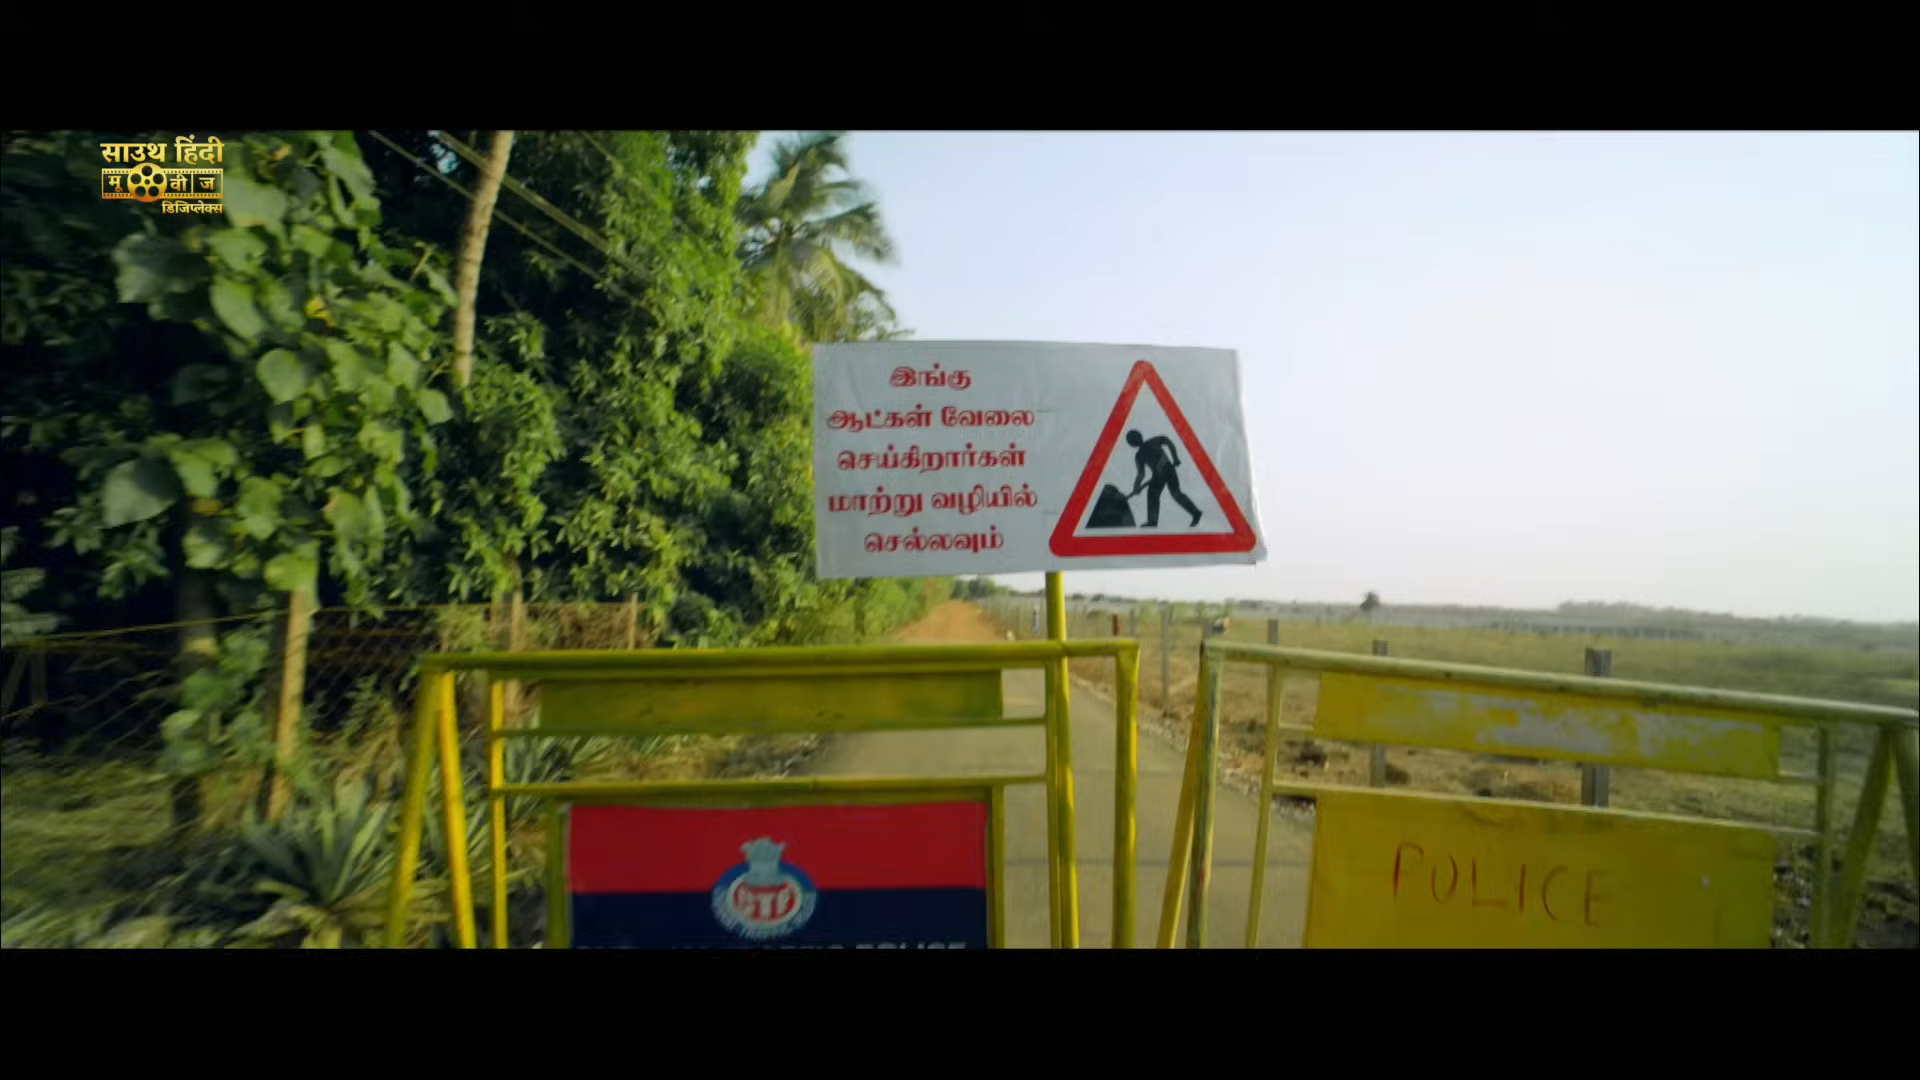 साउथ हिंदी
मूवीज
डिजिप्लेक्स
இங்கு
ஆட்கள் வேலை
செய்கிறார்கள்
மாற்று வழியில்
செல்லவும்
POLICE